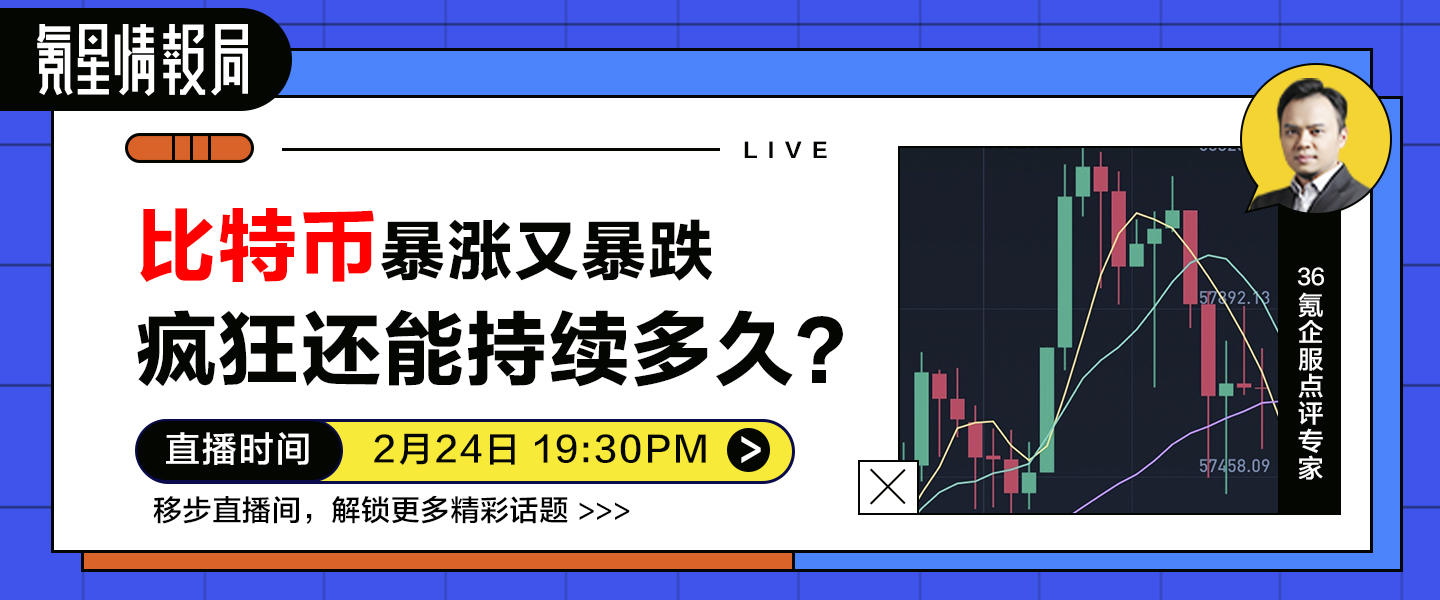 氪星情報局
LIVE
比特币暴涨又暴跌
疯狂还能持续多久?
直播时间 2月24日 19:30PM >
移步直播间，解锁更多精彩话题 >>>
57892.13
57458.09
36氪企服点评专家